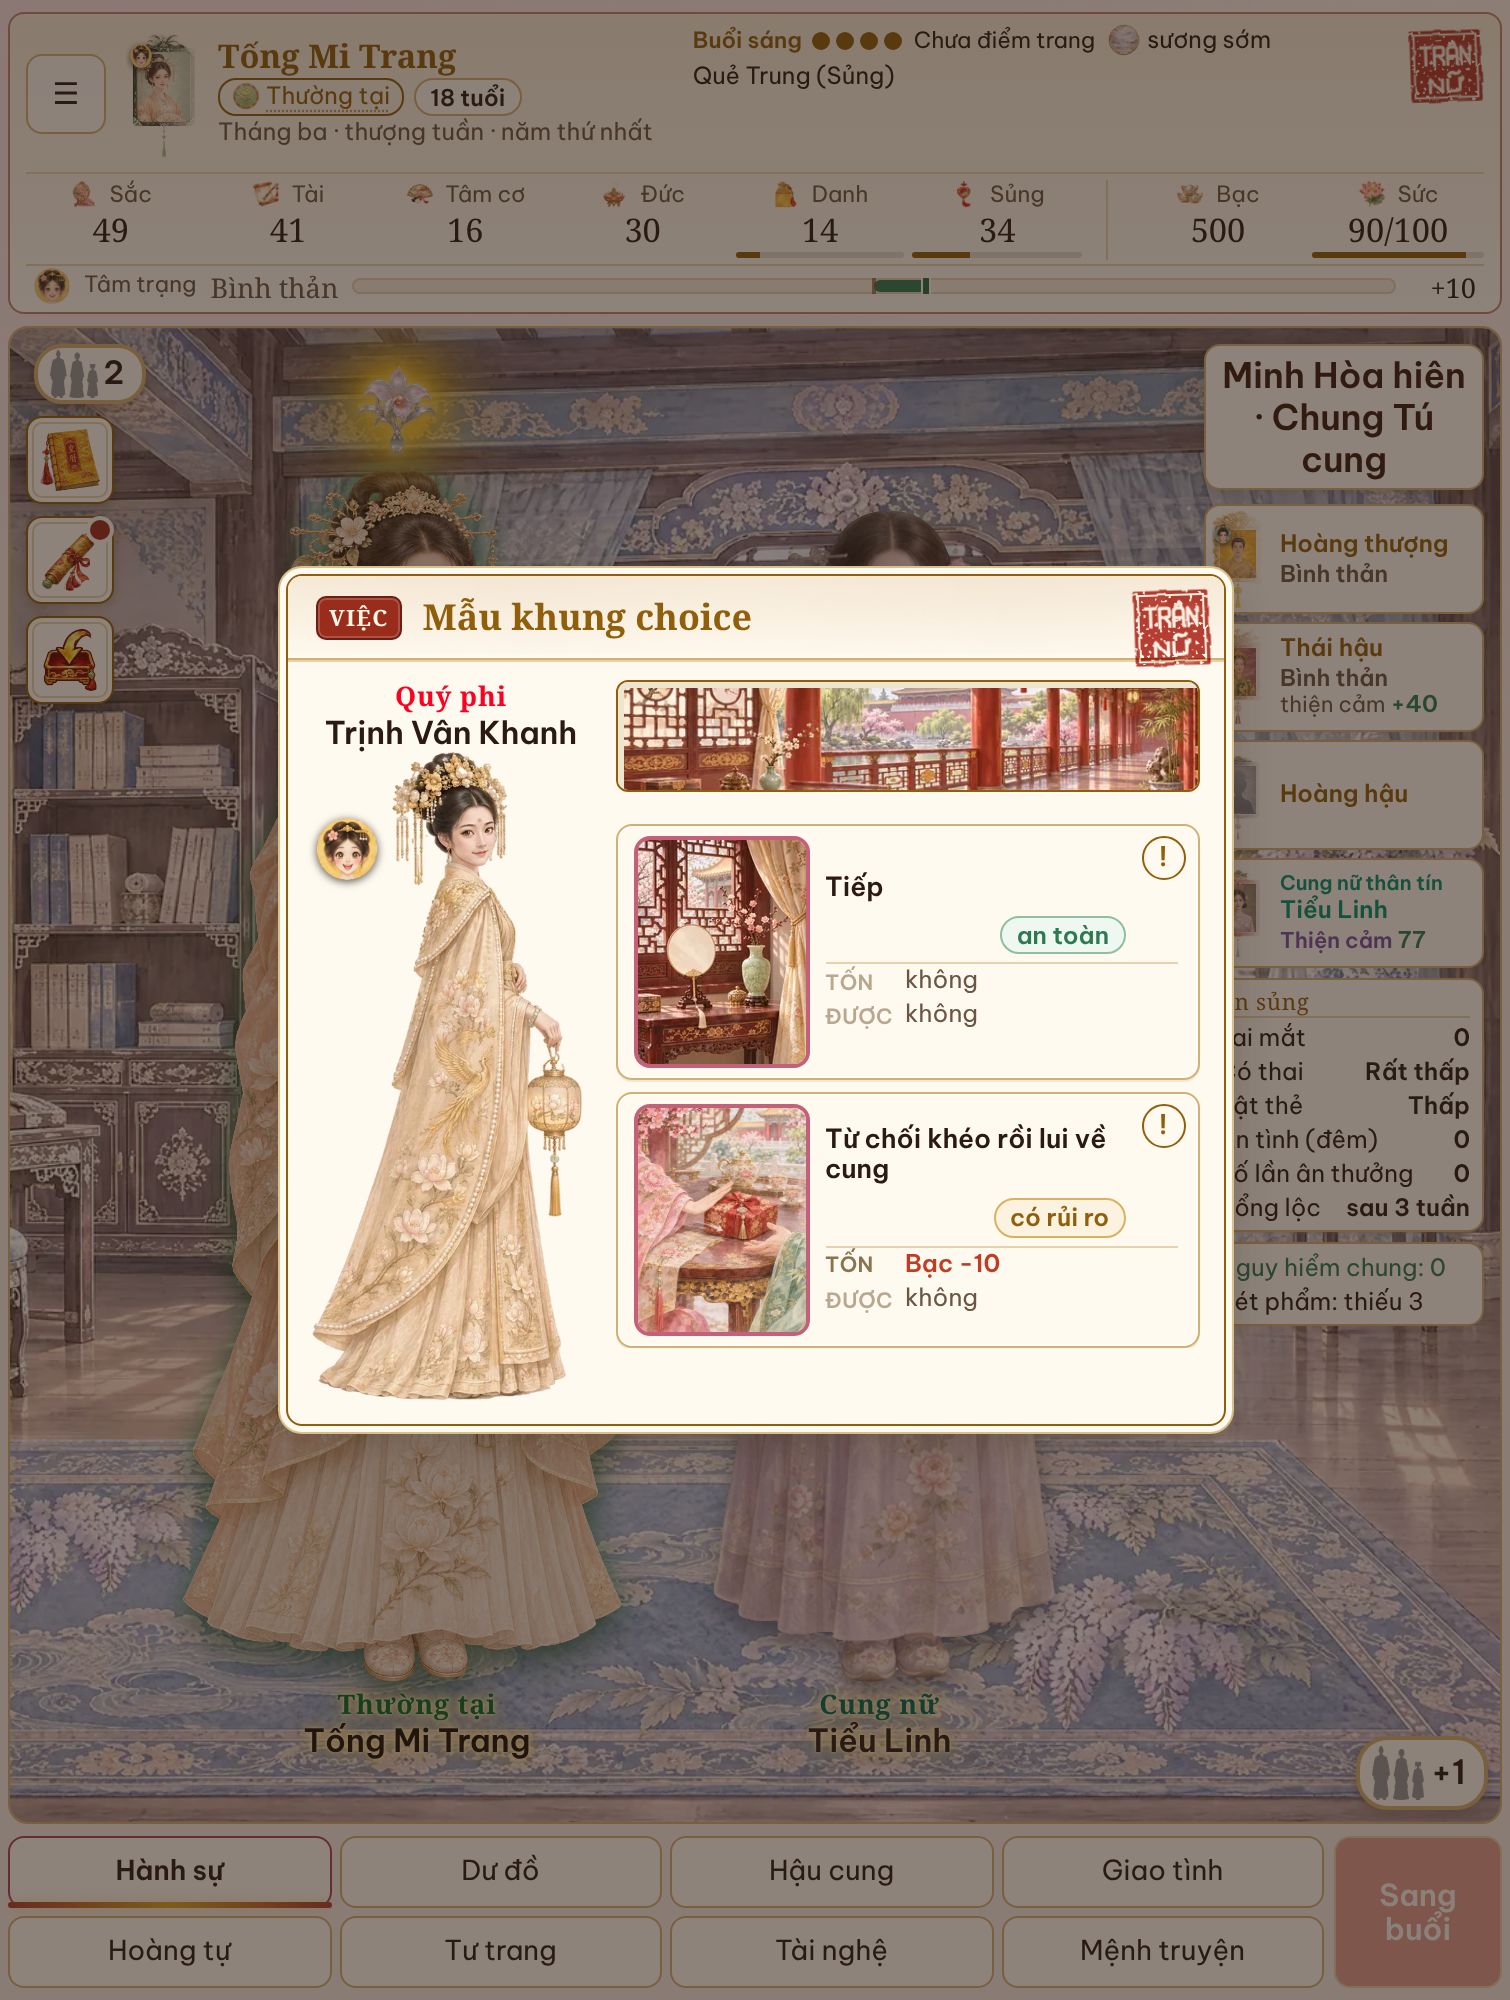 ☰
Tống Mi Trang
Thường tại
18 tuổi
Tháng ba · thượng tuần · năm thứ nhất
Buổi sáng
Chưa điểm trang
sương sớm
Quẻ Trung (Sủng)
TRÂN NỮ
Sắc
Tài
Tâm cơ
Đức
Danh
Sủng
Bạc
Sức
49
41
16
30
14
34
500
90/100
Tâm trạng Bình thản
+10
2
Minh Hòa hiên
· Chung Tú
cung
Hoàng thượng
Bình thản
Thái hậu
Bình thản
thiện cảm +40
Hoàng hậu
Cung nữ thân tín
Tiểu Linh
Thiện cảm 77
n sủng
ai mắt 0
ó thai Rất thấp
ật thẻ Thấp
n tình (đêm) 0
ố lần ân thưởng 0
ổng lộc sau 3 tuần
guy hiểm chung: 0
ét phẩm: thiếu 3
VIỆC
Mẫu khung choice
TRÂN NỮ
Quý phi
Trịnh Vân Khanh
Tiếp
!
an toàn
TỐN không
ĐƯỢC không
Từ chối khéo rồi lui về
cung
!
có rủi ro
TỐN Bạc -10
ĐƯỢC không
Thường tại
Tống Mi Trang
Cung nữ
Tiểu Linh
+1
Hành sự
Dư đồ
Hậu cung
Giao tình
Sang
buổi
Hoàng tự
Tư trang
Tài nghệ
Mệnh truyện